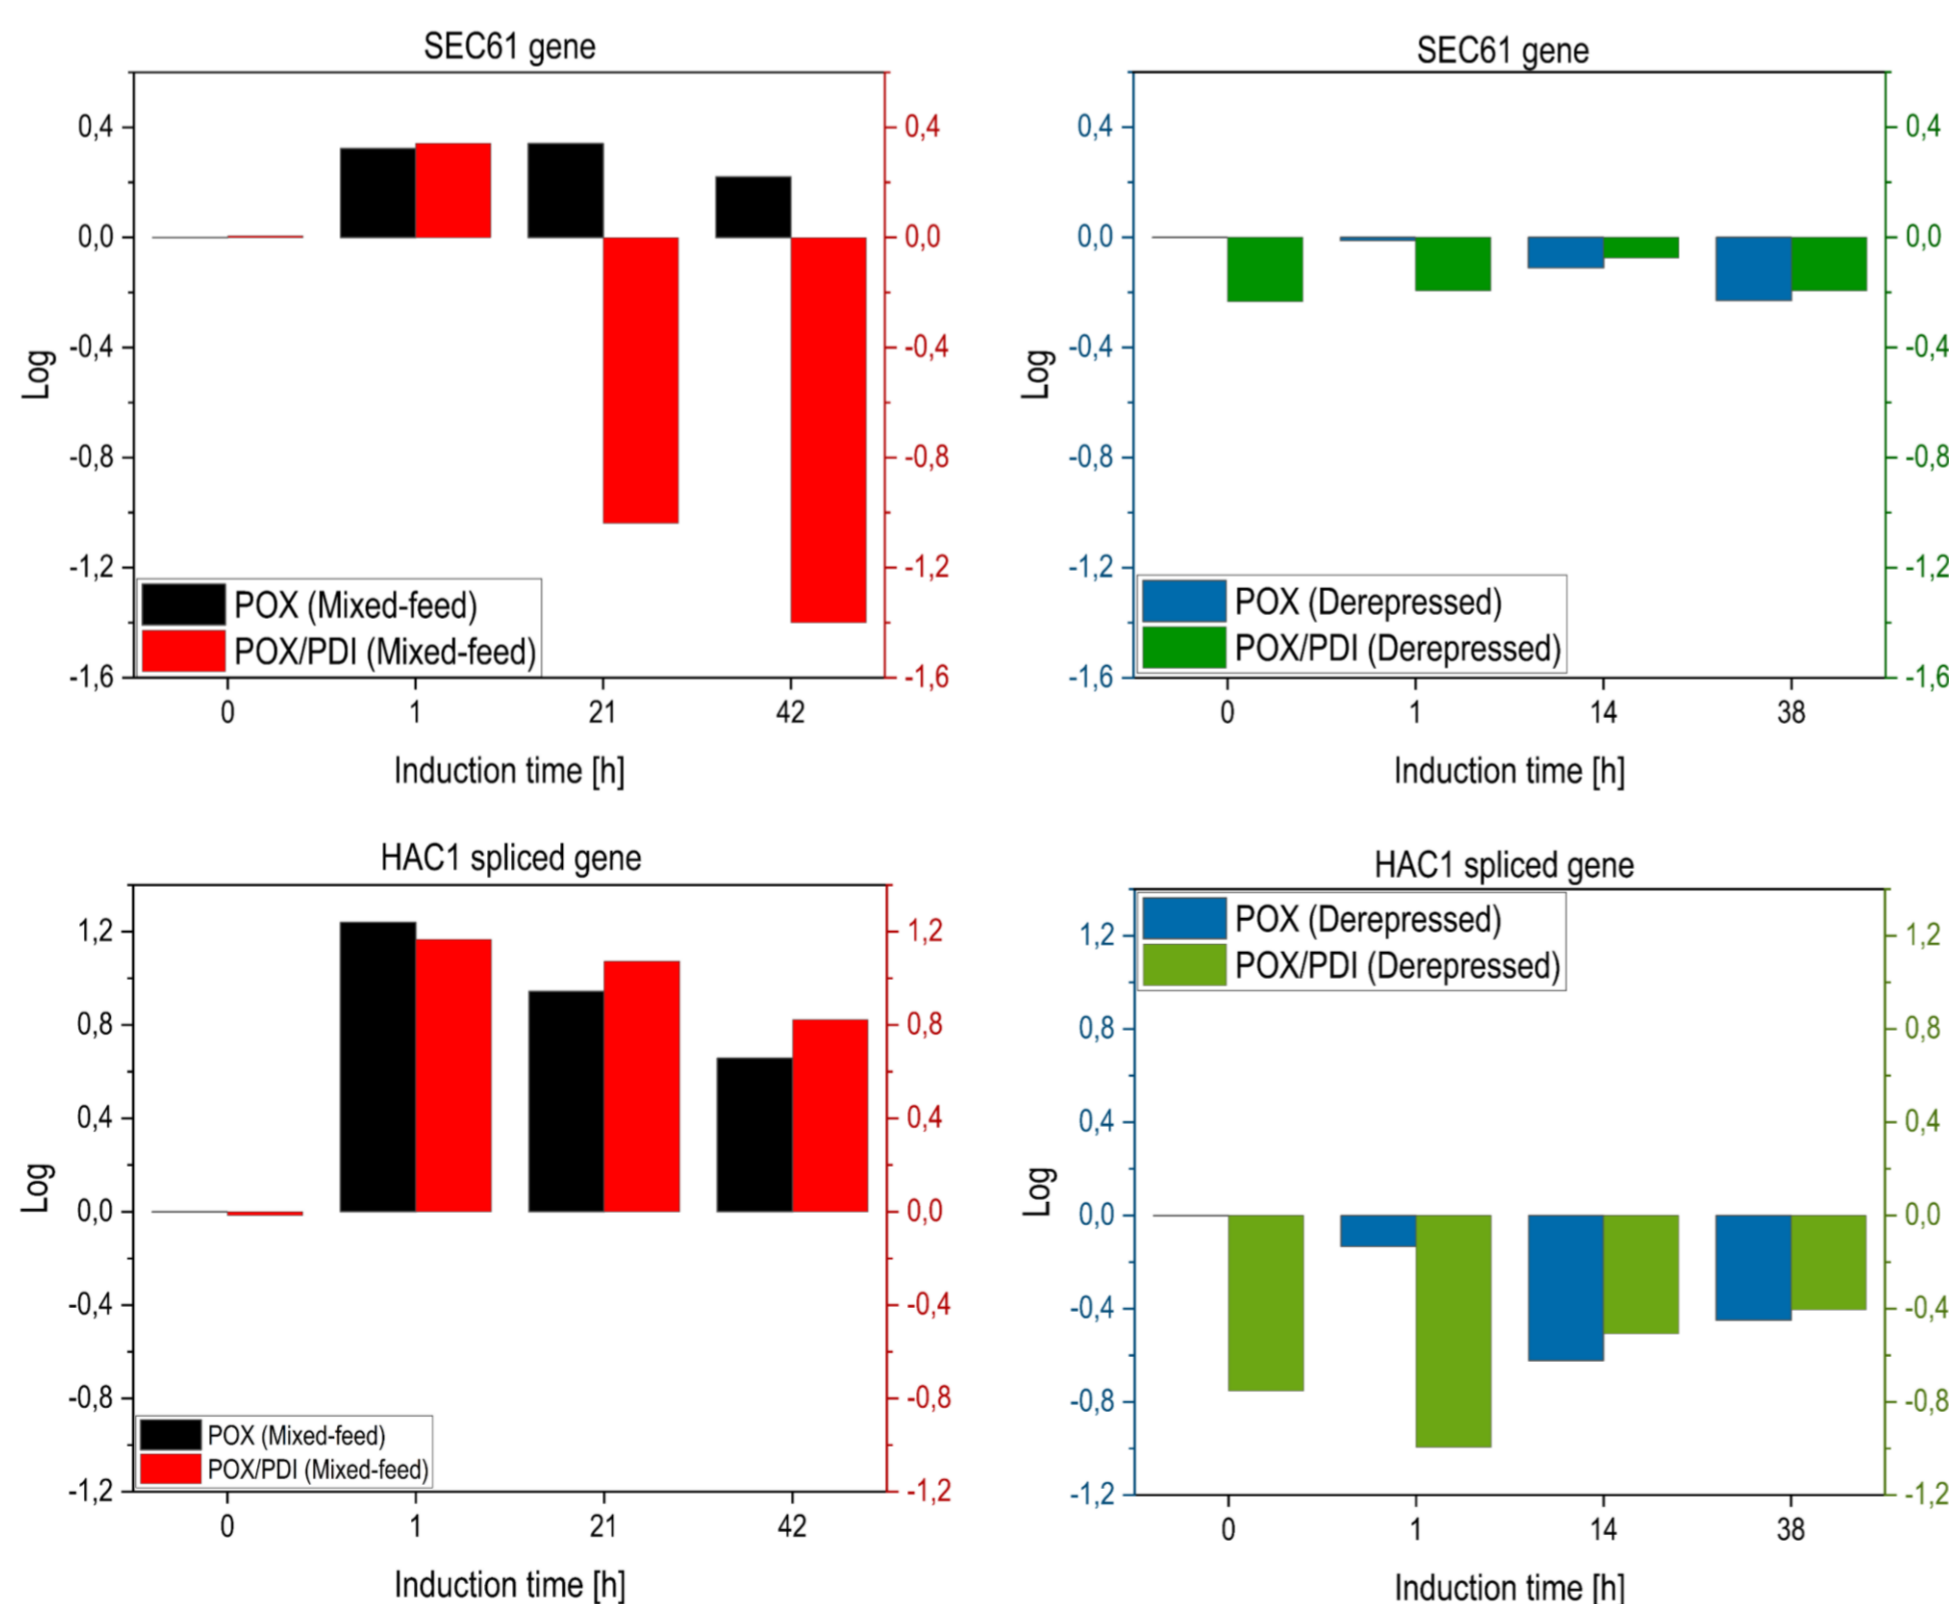 SEC61 gene
0,4
0,0
-0,4
-0,8
-1,2
-1,6
Log
0,4
0,0
-0,4
-0,8
-1,2
-1,6
POX (Mixed-feed)
POX/PDI (Mixed-feed)
0 1 21 42
Induction time [h]
SEC61 gene
0,4
0,0
-0,4
-0,8
-1,2
-1,6
Log
0,4
0,0
-0,4
-0,8
-1,2
-1,6
POX (Derepressed)
POX/PDI (Derepressed)
0 1 14 38
Induction time [h]
HAC1 spliced gene
1,2
0,8
0,4
0,0
-0,4
-0,8
-1,2
Log
1,2
0,8
0,4
0,0
-0,4
-0,8
-1,2
POX (Mixed-feed)
POX/PDI (Mixed-feed)
0 1 21 42
Induction time [h]
HAC1 spliced gene
POX (Derepressed)
POX/PDI (Derepressed)
1,2
0,8
0,4
0,0
-0,4
-0,8
-1,2
Log
1,2
0,8
0,4
0,0
-0,4
-0,8
-1,2
0 1 14 38
Induction time [h]